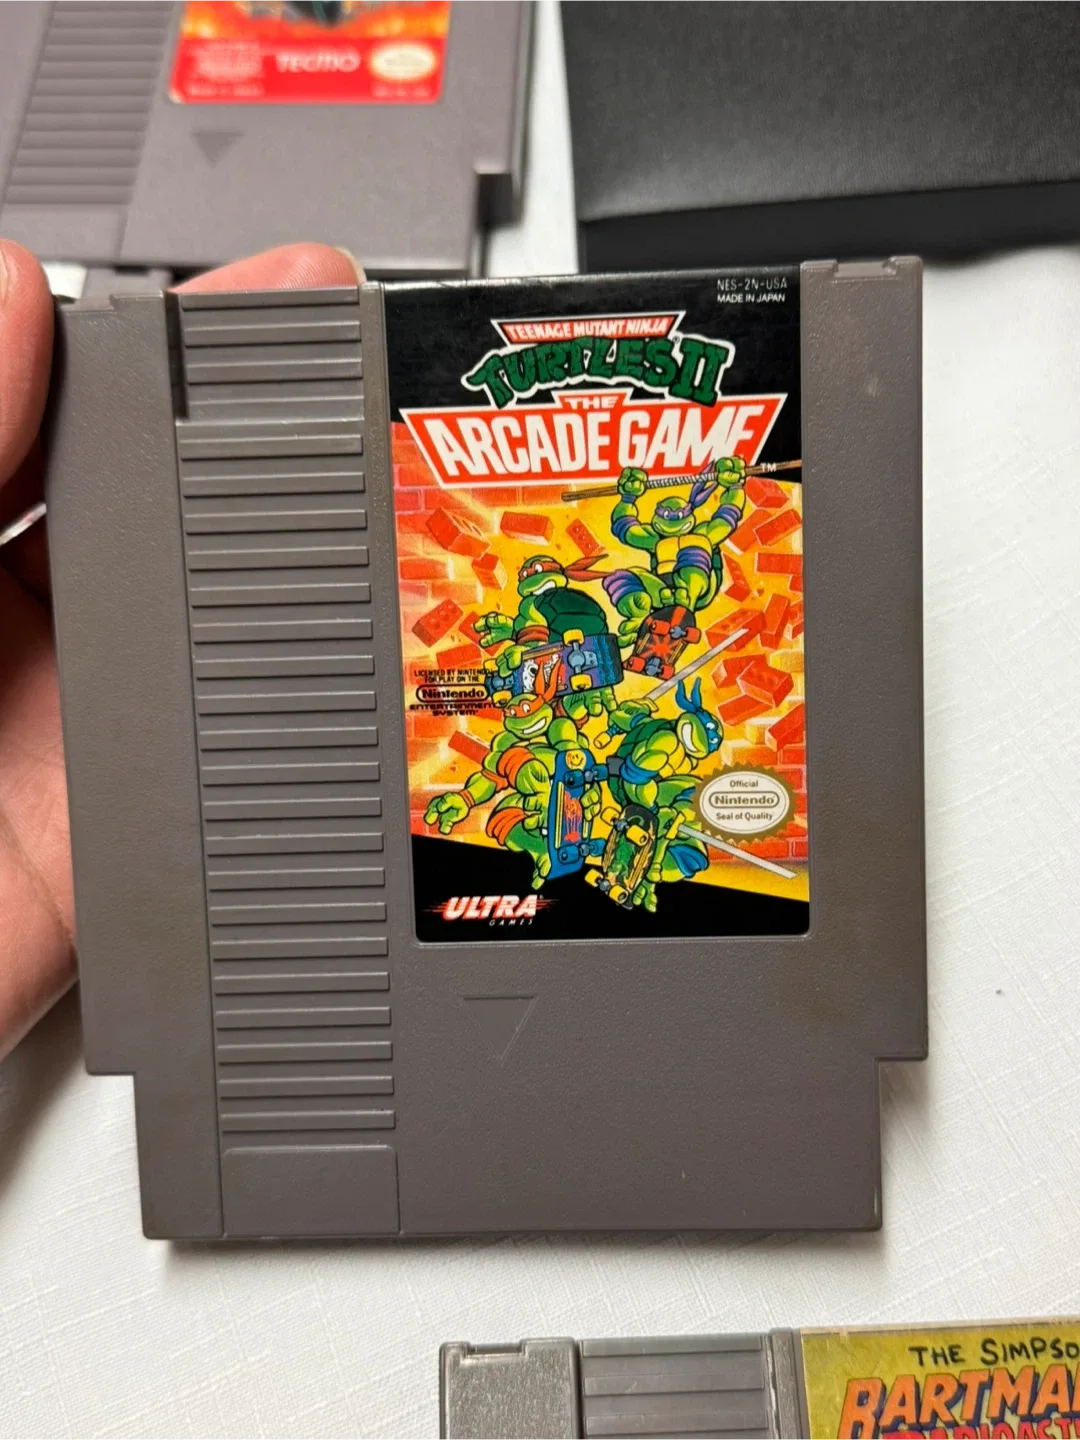 TECMO
NES-2N-USA
MADE IN JAPAN
TEENAGE MUTANT NINJA
TURTLES II
THE
ARCADE GAME
TM
LICENSED BY NINTENDO
FOR PLAY ON THE
Nintendo
ENTERTAINMENT
SYSTEM
Official
Nintendo
Seal of Quality
ULTRA
GAMES
THE SIMPSO
BARTMA